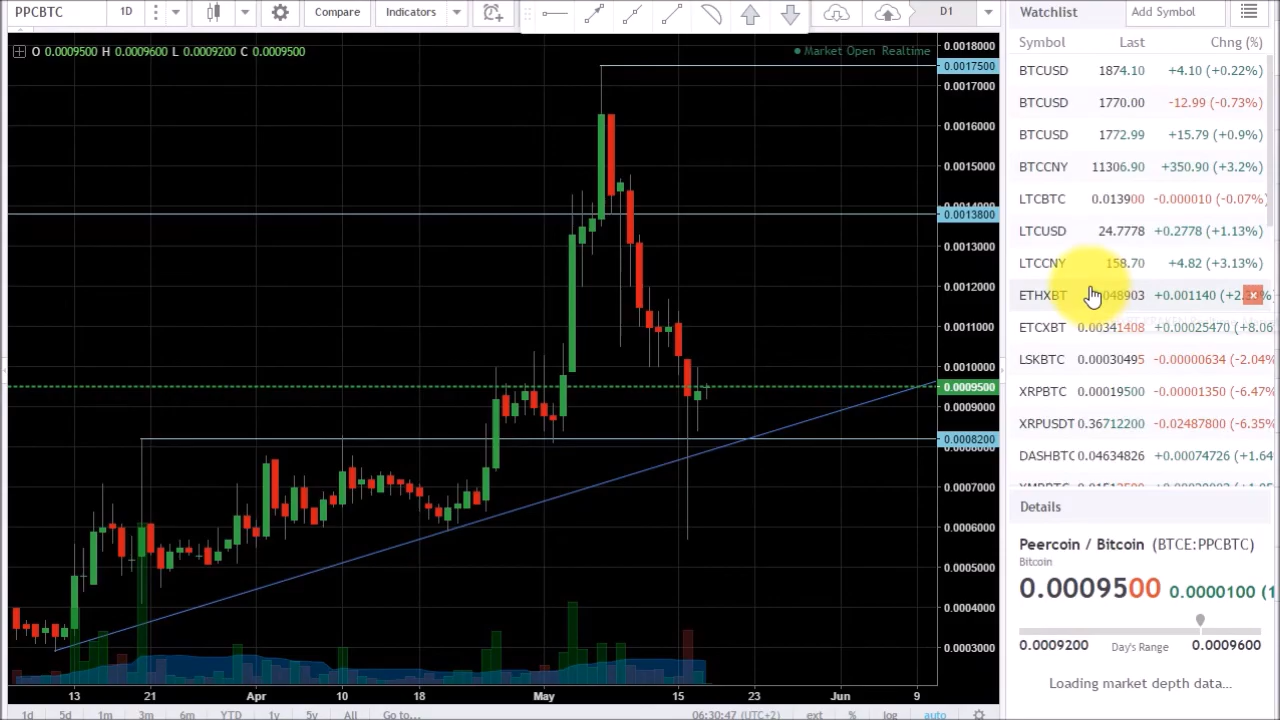 PPCBTC 1D Compare Indicators D1
O 0.0009500 H 0.0009600 L 0.0009200 C 0.0009500
Market Open Realtime
0.0018000
0.0017500
0.0017000
0.0016000
0.0015000
0.0013800
0.0013000
0.0012000
0.0011000
0.0010000
0.0009500
0.0009000
0.0008200
0.0007000
0.0006000
0.0005000
0.0004000
0.0003000
13 21 Apr 10 18 May 15 23 Jun 9
1d 5d 1m 3m 6m YTD 1y 5y All Go to... 06:30:47 (UTC+2) ext % log auto
Watchlist Add Symbol
Symbol Last Chng (%)
BTCUSD 1874.10 +4.10 (+0.22%)
BTCUSD 1770.00 -12.99 (-0.73%)
BTCUSD 1772.99 +15.79 (+0.9%)
BTCCNY 11306.90 +350.90 (+3.2%)
LTCBTC 0.013900 -0.000010 (-0.07%)
LTCUSD 24.7778 +0.2778 (+1.13%)
LTCCNY 158.70 +4.82 (+3.13%)
ETHXBT 048903 +0.001140 (+2.
ETCXBT 0.00341408 +0.00025470 (+8.06
LSKBTC 0.00030495 -0.00000634 (-2.04%
XRPBTC 0.00019500 -0.00001350 (-6.47%
XRPUSDT 0.36712200 -0.02487800 (-6.35%
DASHBTC 0.04634826 +0.00074726 (+1.64
Details
Peercoin / Bitcoin (BTCE:PPCBTC)
Bitcoin
0.0009500 0.0000100 (1
0.0009200 Day's Range 0.0009600
Loading market depth data...